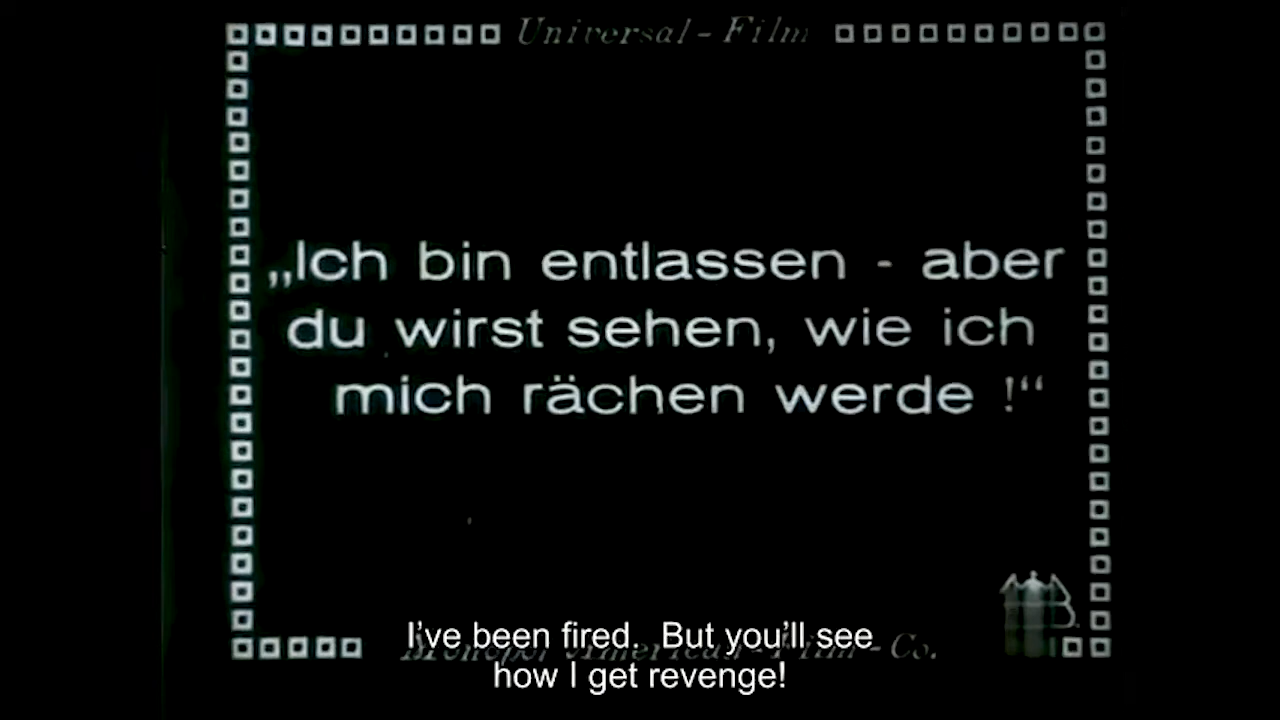 Universal-Film
„Ich bin entlassen - aber
du wirst sehen, wie ich
mich rächen werde !“
I've been fired. But you'll see
how I get revenge!
Co.